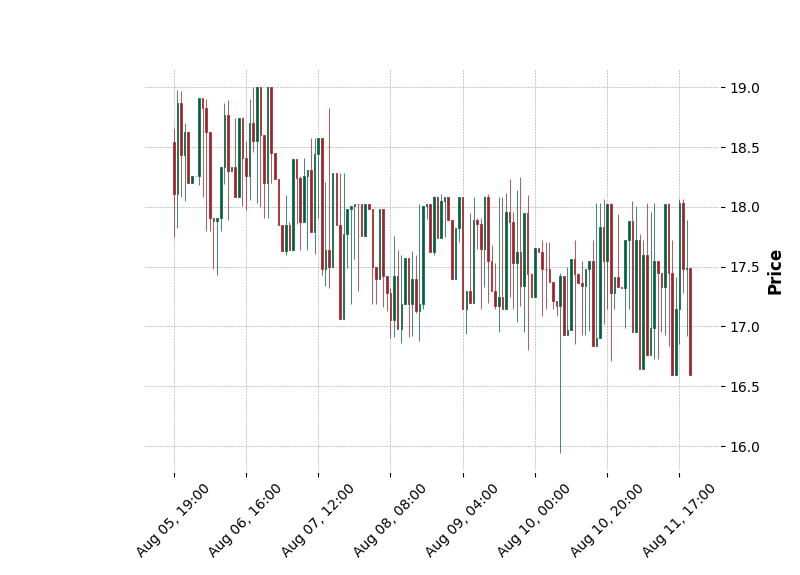 19.0
18.5
18.0
17.5
17.0
16.5
16.0
Price
Aug 05, 19:00
Aug 06, 16:00
Aug 07, 12:00
Aug 08, 08:00
Aug 09, 04:00
Aug 10, 00:00
Aug 10, 20:00
Aug 11, 17:00